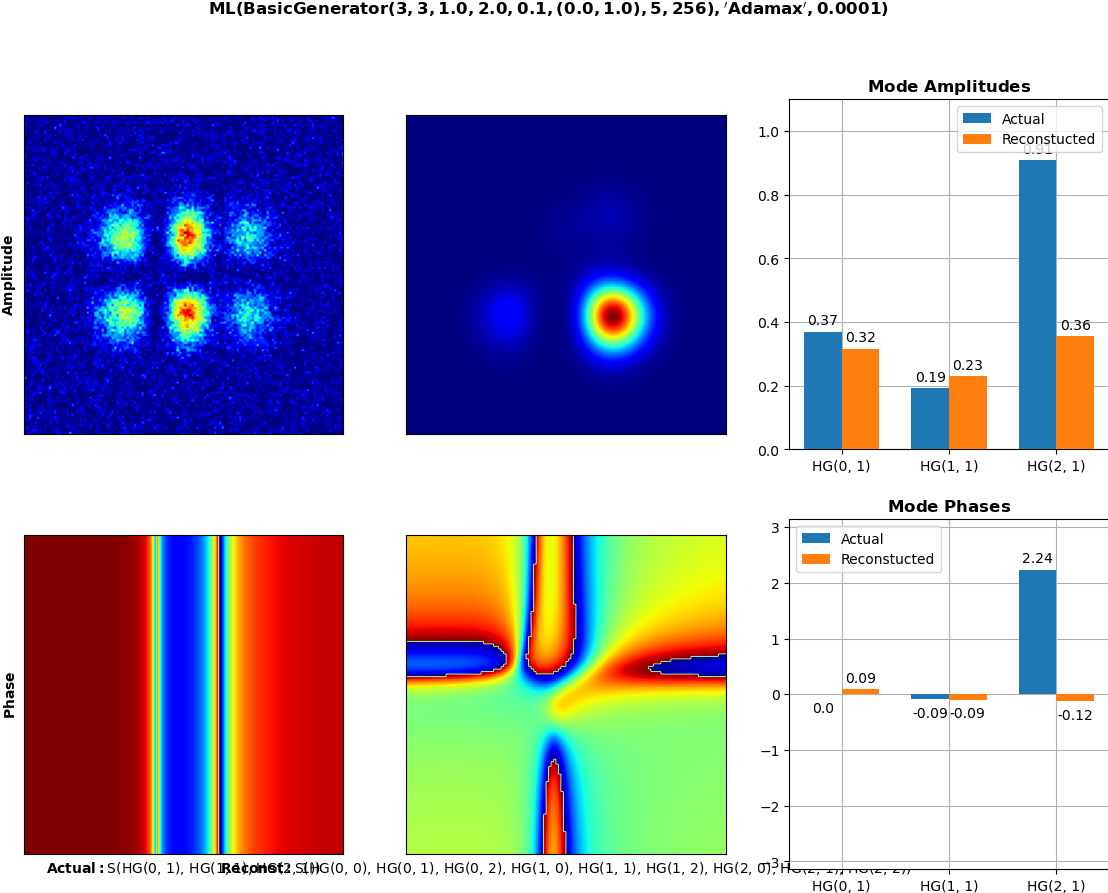 ML(BasicGenerator(3, 3, 1.0, 2.0, 0.1, (0.0, 1.0), 5, 256), ′Adamax′, 0.0001)
Amplitude
Mode Amplitudes
Actual
Reconstucted
1.0
0.8
0.6
0.4
0.2
0.0
0.37
0.32
0.19
0.23
0.91
0.36
HG(0, 1)
HG(1, 1)
HG(2, 1)
Phase
Mode Phases
Actual
Reconstucted
3
2
1
0
−1
−2
−3
0.0
0.09
-0.09
-0.09
2.24
-0.12
HG(0, 1)
HG(1, 1)
HG(2, 1)
Actual: S(HG(0, 1), HG(1, 1), HG(2, 1))
Reconst: S(HG(0, 0), HG(0, 1), HG(0, 2), HG(1, 0), HG(1, 1), HG(1, 2), HG(2, 0), HG(2, 1), HG(2, 2))